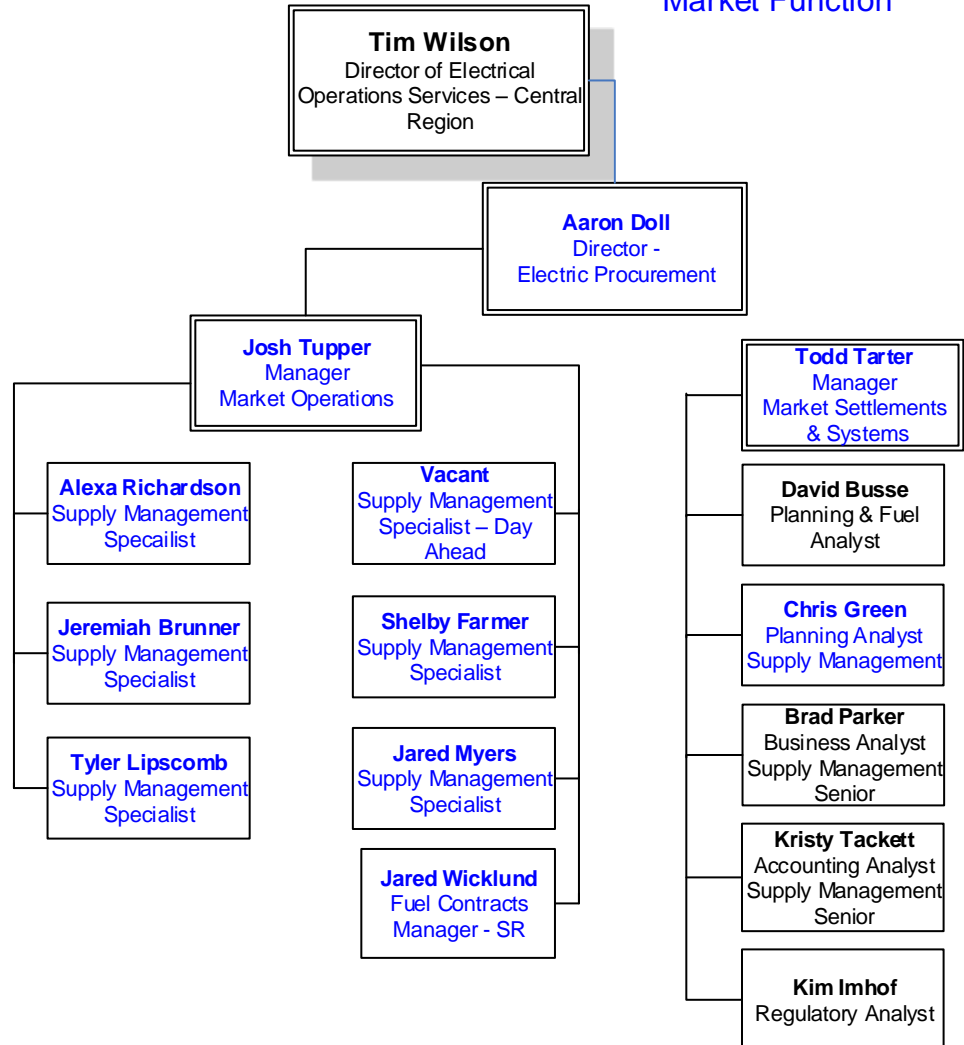 Market Function
Tim Wilson
Director of Electrical
Operations Services – Central
Region
Aaron Doll
Director -
Electric Procurement
Josh Tupper
Manager
Market Operations
Todd Tarter
Manager
Market Settlements
& Systems
Alexa Richardson
Supply Management
Specailist
Jeremiah Brunner
Supply Management
Specialist
Tyler Lipscomb
Supply Management
Specialist
Vacant
Supply Management
Specialist – Day
Ahead
Shelby Farmer
Supply Management
Specialist
Jared Myers
Supply Management
Specialist
Jared Wicklund
Fuel Contracts
Manager - SR
David Busse
Planning & Fuel
Analyst
Chris Green
Planning Analyst
Supply Management
Brad Parker
Business Analyst
Supply Management
Senior
Kristy Tackett
Accounting Analyst
Supply Management
Senior
Kim Imhof
Regulatory Analyst